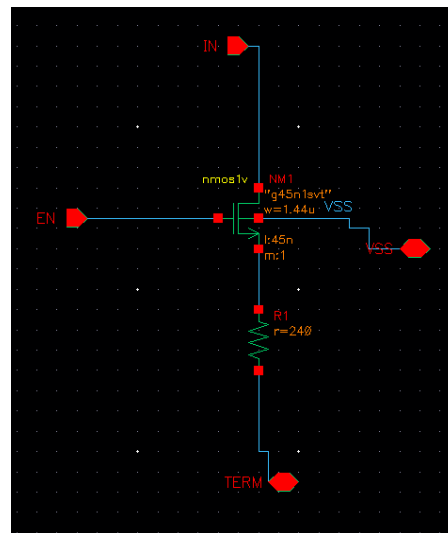 IN
NM1
nmos1v
"g45n1svt"
w=1.44u
VSS
EN
l:45n
VSS
m:1
R1
r=240
TERM